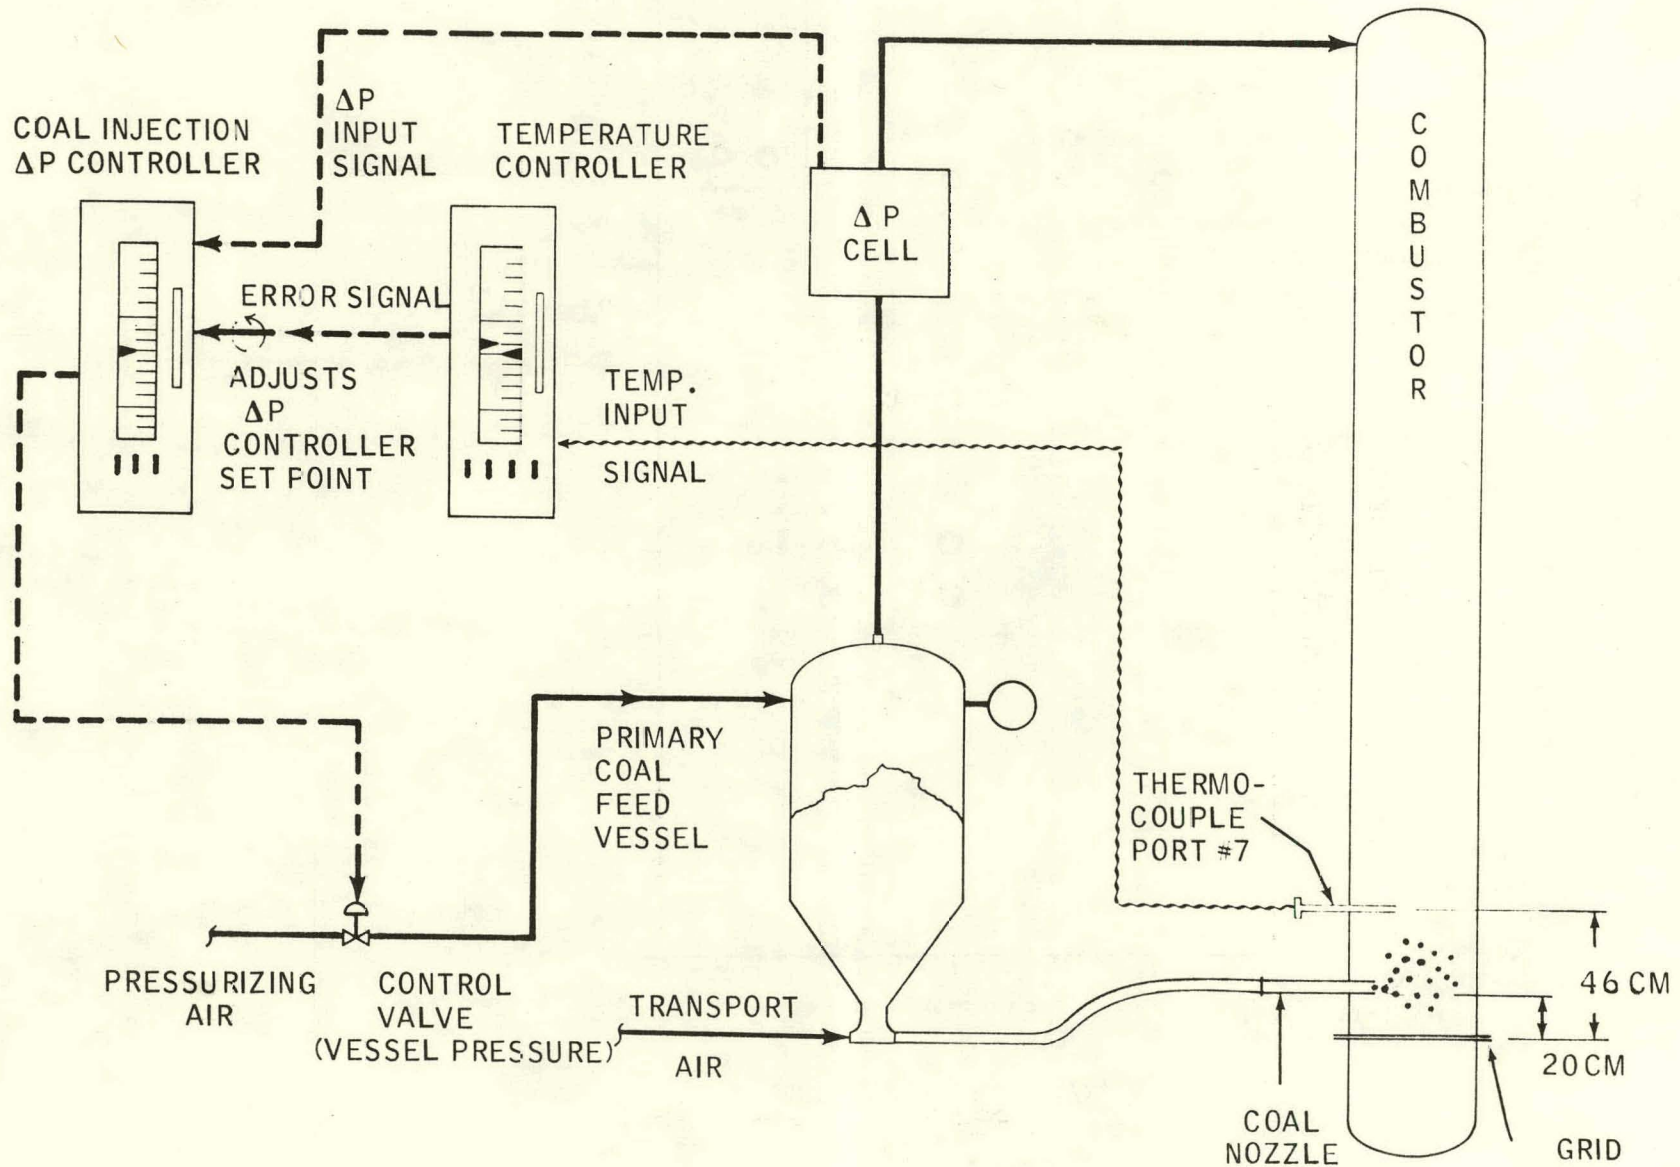 COAL INJECTION
ΔP CONTROLLER
ΔP
INPUT
SIGNAL
TEMPERATURE
CONTROLLER
Δ P
CELL
C
O
M
B
U
S
T
O
R
ERROR SIGNAL
ADJUSTS
ΔP
CONTROLLER
SET POINT
TEMP.
INPUT
SIGNAL
PRIMARY
COAL
FEED
VESSEL
THERMO-
COUPLE
PORT #7
PRESSURIZING
AIR
CONTROL
VALVE
(VESSEL PRESSURE)
TRANSPORT
AIR
46 CM
20 CM
COAL
NOZZLE
GRID